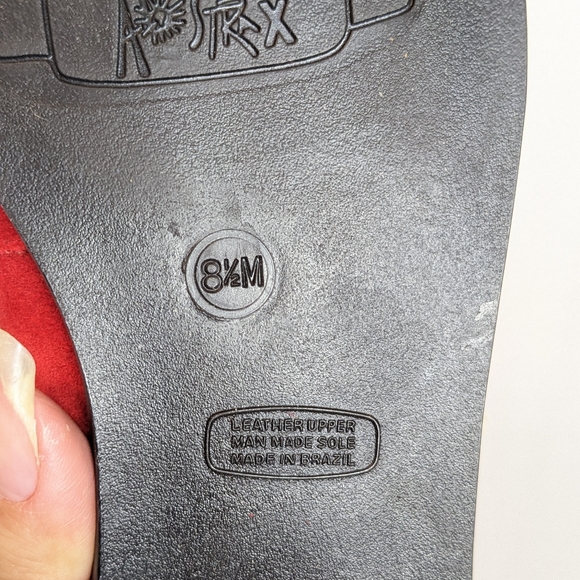 8½M
LEATHER UPPER
MAN MADE SOLE
MADE IN BRAZIL